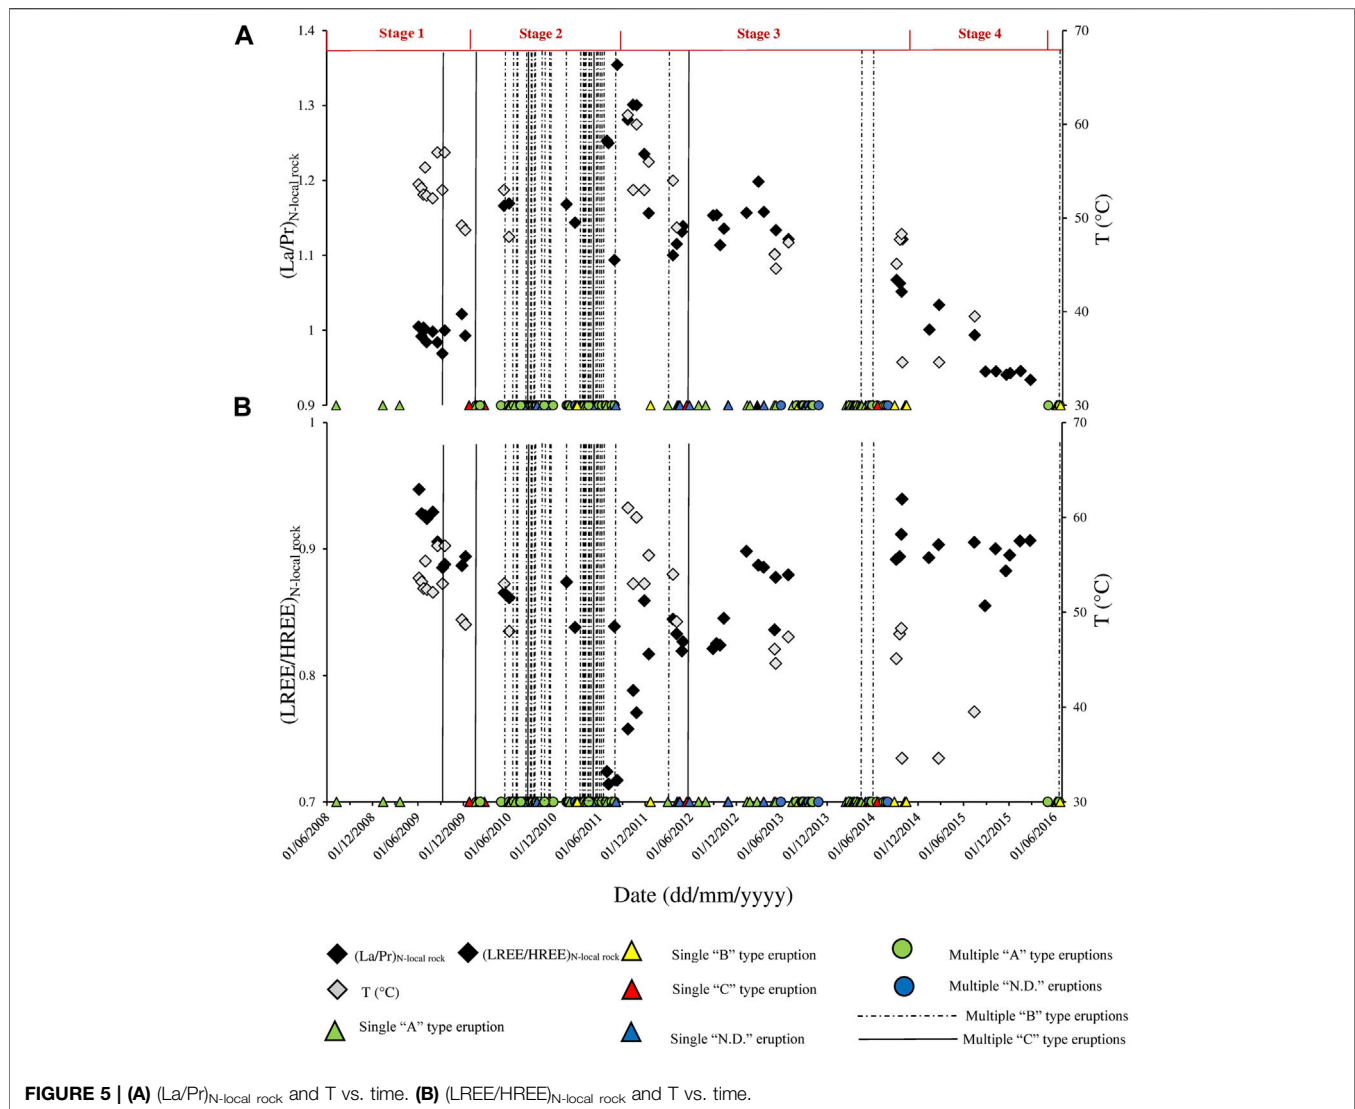 A
Stage 1
Stage 2
Stage 3
Stage 4
1.4
1.3
1.2
1.1
1
0.9
(La/Pr)N-local rock
70
60
50
40
30
T (°C)
B
1
0.9
0.8
0.7
(LREE/HREE)N-local rock
70
60
50
40
30
T (°C)
01/06/2008
01/12/2008
01/06/2009
01/12/2009
01/06/2010
01/12/2010
01/06/2011
01/12/2011
01/06/2012
01/12/2012
01/06/2013
01/12/2013
01/06/2014
01/12/2014
01/06/2015
01/12/2015
01/06/2016
Date (dd/mm/yyyy)
(La/Pr)N-local rock
(LREE/HREE)N-local rock
Single “B” type eruption
Multiple “A” type eruptions
T (°C)
Single “C” type eruption
Multiple “N.D.” eruptions
Single “A” type eruption
Single “N.D.” eruption
Multiple “B” type eruptions
Multiple “C” type eruptions
FIGURE 5 | (A) (La/Pr)N-local rock and T vs. time. (B) (LREE/HREE)N-local rock and T vs. time.